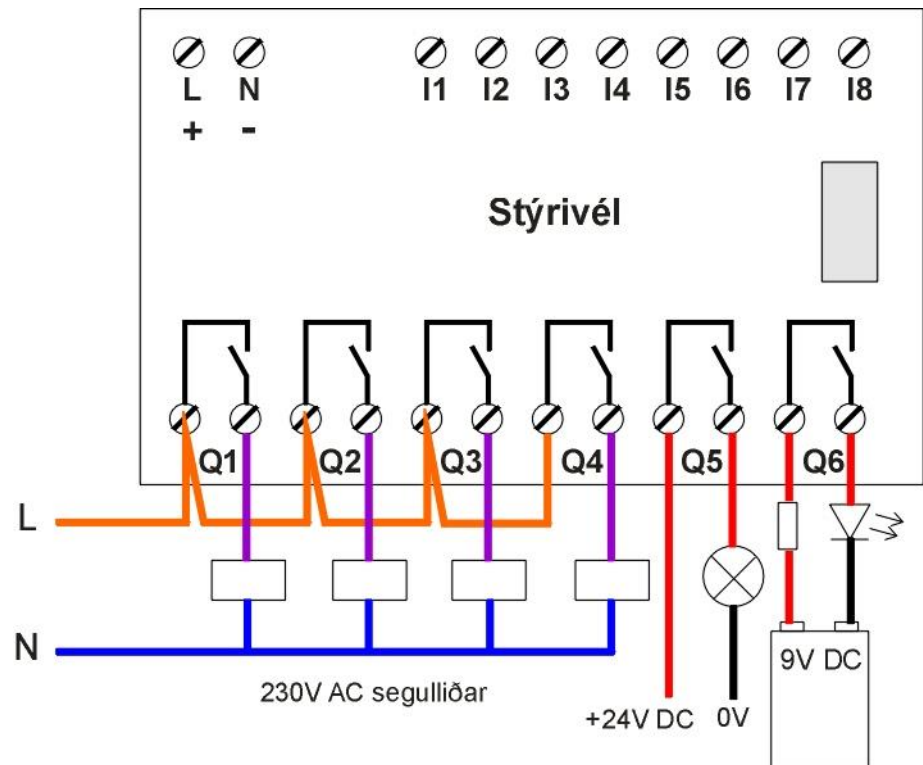 L N I1 I2 I3 I4 I5 I6 I7 I8
+ -
Stýrivél
Q1 Q2 Q3 Q4 Q5 Q6
L
N
9V DC
230V AC segulliðar
+24V DC 0V